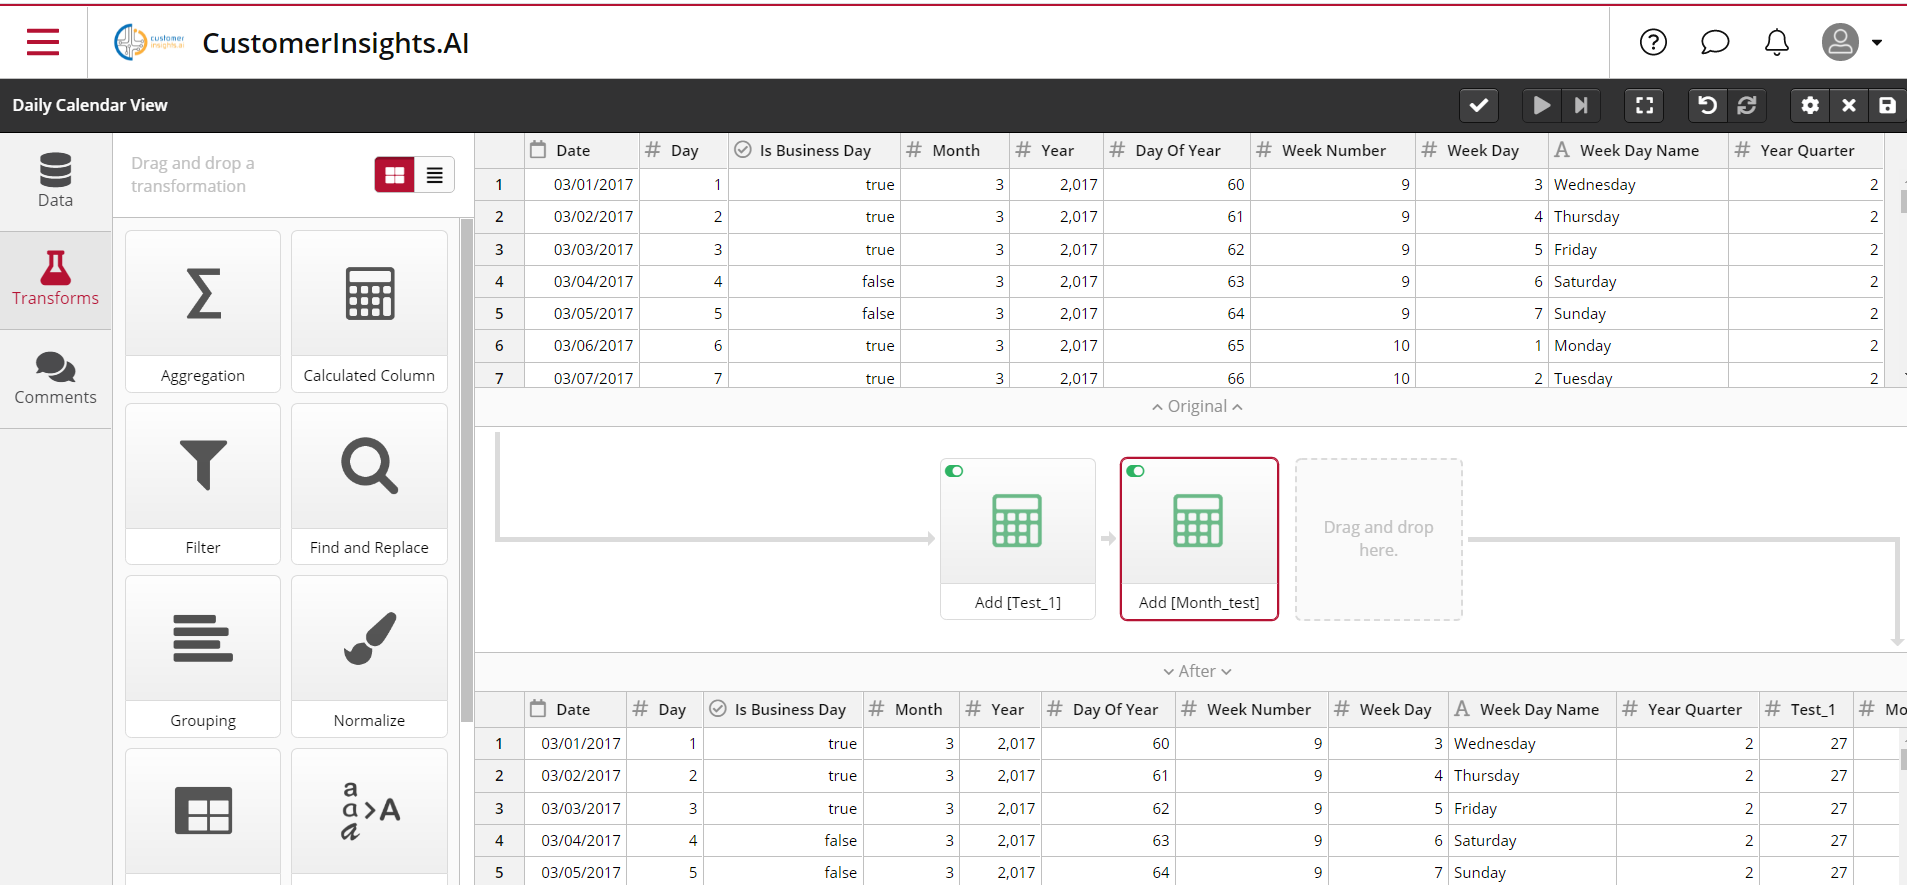 customer
insights.ai
CustomerInsights.AI
Daily Calendar View
Data
Transforms
Comments
Drag and drop a
transformation
Aggregation
Calculated Column
Filter
Find and Replace
Grouping
Normalize
a
a > A
a
# Date # Day Is Business Day # Month # Year # Day Of Year # Week Number # Week Day A Week Day Name # Year Quarter
1 03/01/2017 1 true 3 2,017 60 9 3 Wednesday 2
2 03/02/2017 2 true 3 2,017 61 9 4 Thursday 2
3 03/03/2017 3 true 3 2,017 62 9 5 Friday 2
4 03/04/2017 4 false 3 2,017 63 9 6 Saturday 2
5 03/05/2017 5 false 3 2,017 64 9 7 Sunday 2
6 03/06/2017 6 true 3 2,017 65 10 1 Monday 2
7 03/07/2017 7 true 3 2,017 66 10 2 Tuesday 2
Original
Add [Test_1]
Add [Month_test]
Drag and drop
here.
After
Date # Day Is Business Day # Month # Year # Day Of Year # Week Number # Week Day A Week Day Name # Year Quarter # Test_1 # Mo
1 03/01/2017 1 true 3 2,017 60 9 3 Wednesday 2 27
2 03/02/2017 2 true 3 2,017 61 9 4 Thursday 2 27
3 03/03/2017 3 true 3 2,017 62 9 5 Friday 2 27
4 03/04/2017 4 false 3 2,017 63 9 6 Saturday 2 27
5 03/05/2017 5 false 3 2,017 64 9 7 Sunday 2 27